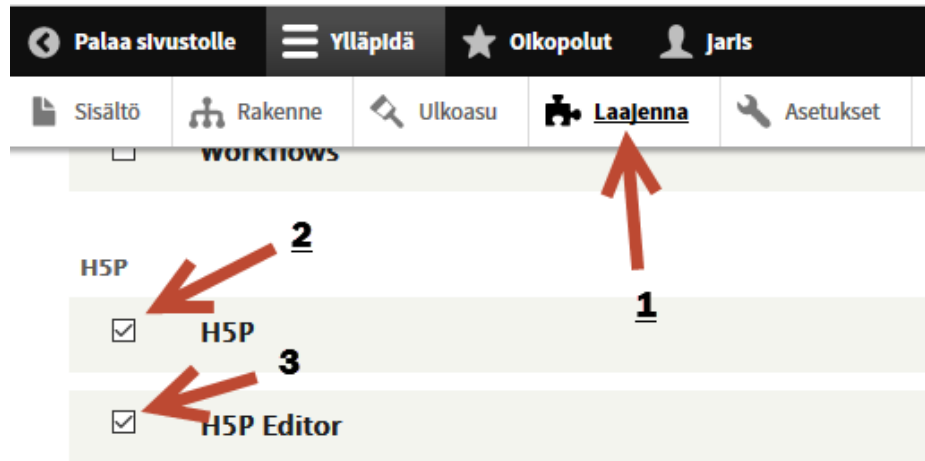 Palaa sivustolle Ylläpidä Oikopolut Jaris
Sisältö Rakenne Ulkoasu Laajenna Asetukset
Workflows
2
H5P
1
H5P
3
H5P Editor